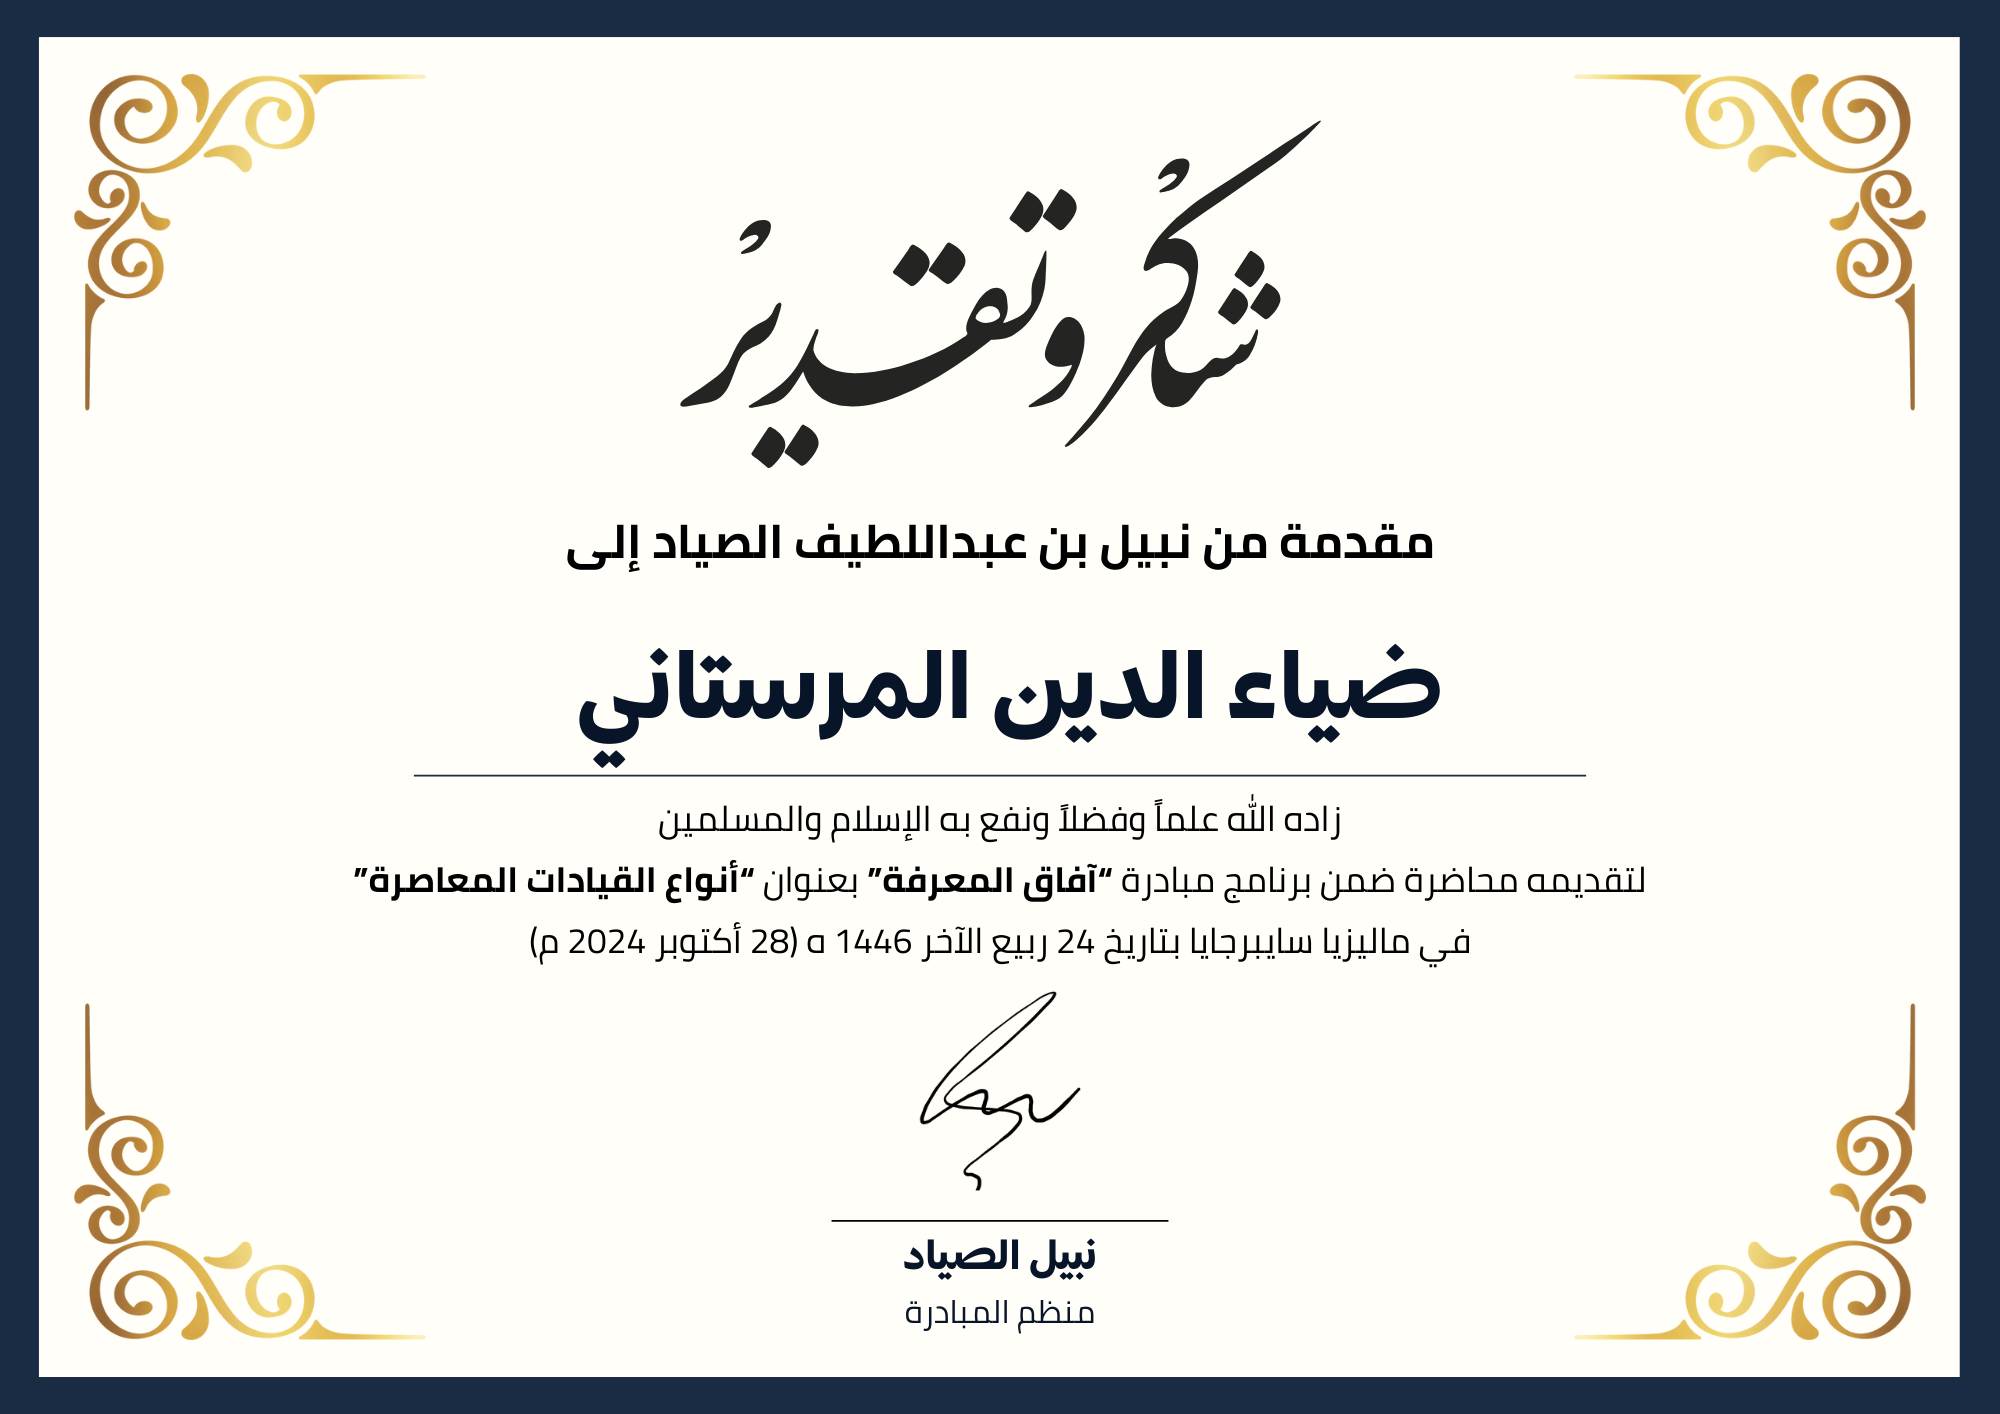 شكر وتقدير
مقدمة من نبيل بن عبداللطيف الصياد إلى
ضياء الدين المرستاني
زاده الله علماً وفضلاً ونفع به الإسلام والمسلمين
لتقديمه محاضرة ضمن برنامج مبادرة “آفاق المعرفة” بعنوان “أنواع القيادات المعاصرة”
في ماليزيا سايبرجايا بتاريخ 24 ربيع الآخر 1446 ه (28 أكتوبر 2024 م)
نبيل الصياد
منظم المبادرة